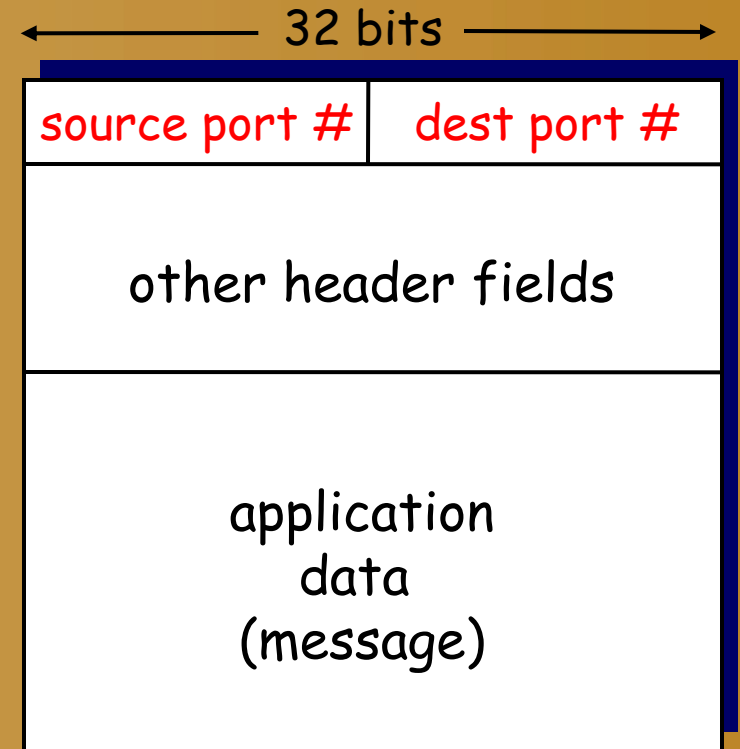 32 bits
source port # dest port #
other header fields
application
data
(message)